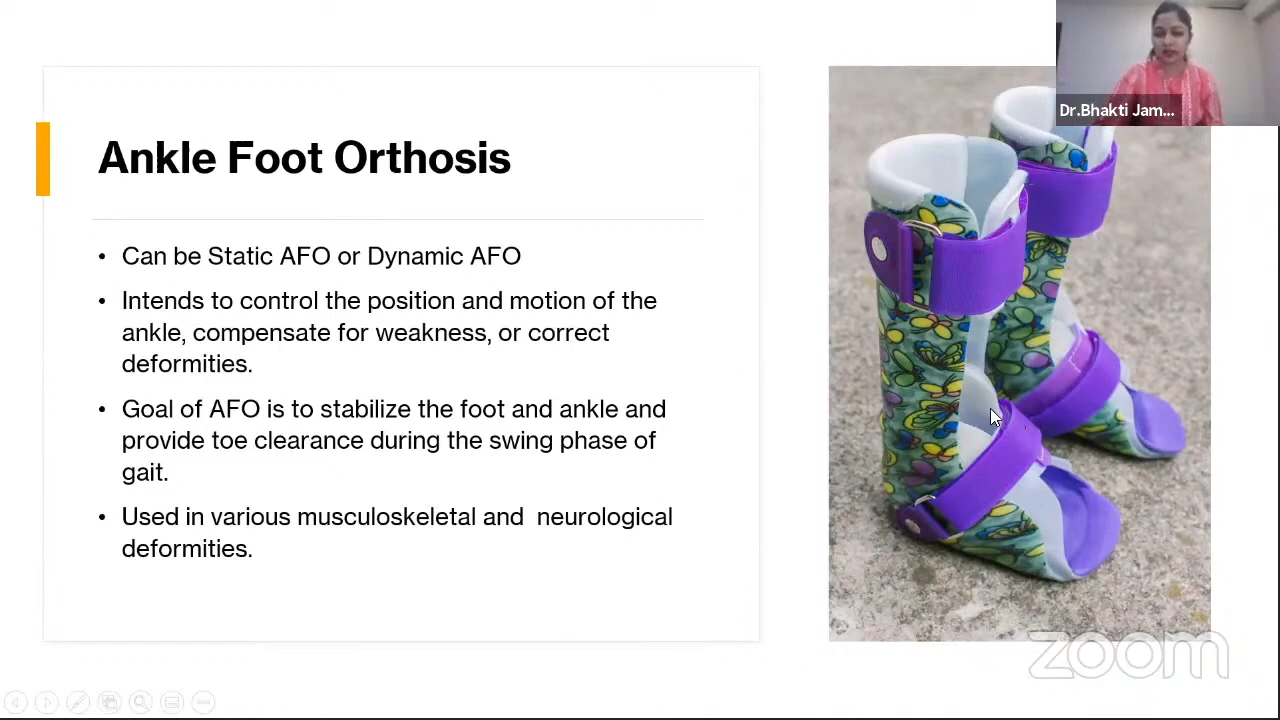 Dr.Bhakti Jam...
Ankle Foot Orthosis
• Can be Static AFO or Dynamic AFO
• Intends to control the position and motion of the
ankle, compensate for weakness, or correct
deformities.
• Goal of AFO is to stabilize the foot and ankle and
provide toe clearance during the swing phase of
gait.
• Used in various musculoskeletal and  neurological
deformities.
zoom